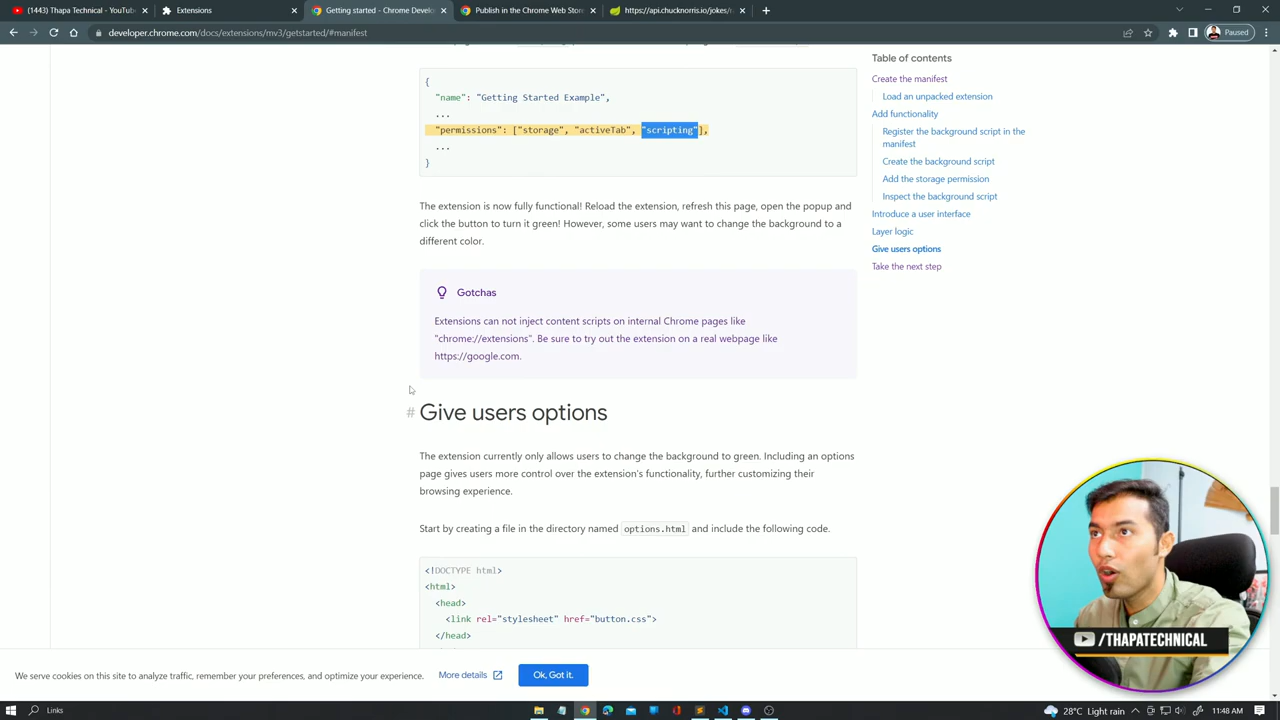 (1443) Thapa Technical - YouTub
Extensions
Getting started - Chrome Devel
Publish in the Chrome Web Stor
https://api.chucknorris.io/jokes/r
developer.chrome.com/docs/extensions/mv3/getstarted/#manifest
Paused
{
"name": "Getting Started Example",
...
"permissions": ["storage", "activeTab", "scripting"],
...
}
The extension is now fully functional! Reload the extension, refresh this page, open the popup and
click the button to turn it green! However, some users may want to change the background to a
different color.
Gotchas
Extensions can not inject content scripts on internal Chrome pages like
"chrome://extensions". Be sure to try out the extension on a real webpage like
https://google.com.
# Give users options
The extension currently only allows users to change the background to green. Including an options
page gives users more control over the extension's functionality, further customizing their
browsing experience.
Start by creating a file in the directory named options.html and include the following code.
<!DOCTYPE html>
<html>
<head>
<link rel="stylesheet" href="button.css">
</head>
Table of contents
Create the manifest
Load an unpacked extension
Add functionality
Register the background script in the
manifest
Create the background script
Add the storage permission
Inspect the background script
Introduce a user interface
Layer logic
Give users options
Take the next step
/THAPATECHNICAL
We serve cookies on this site to analyze traffic, remember your preferences, and optimize your experience.
More details
Ok, Got it.
Links
28°C Light rain
11:48 AM